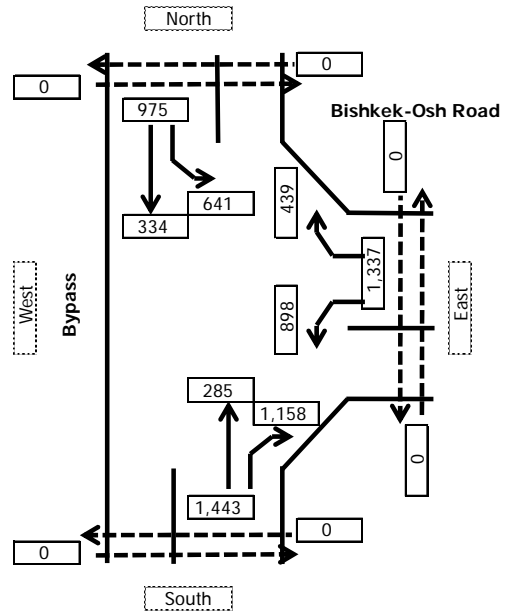 North
0
0
975
Bishkek-Osh Road
0
641
439
334
1,337
West
Bypass
East
898
285
1,158
0
1,443
0
0
South